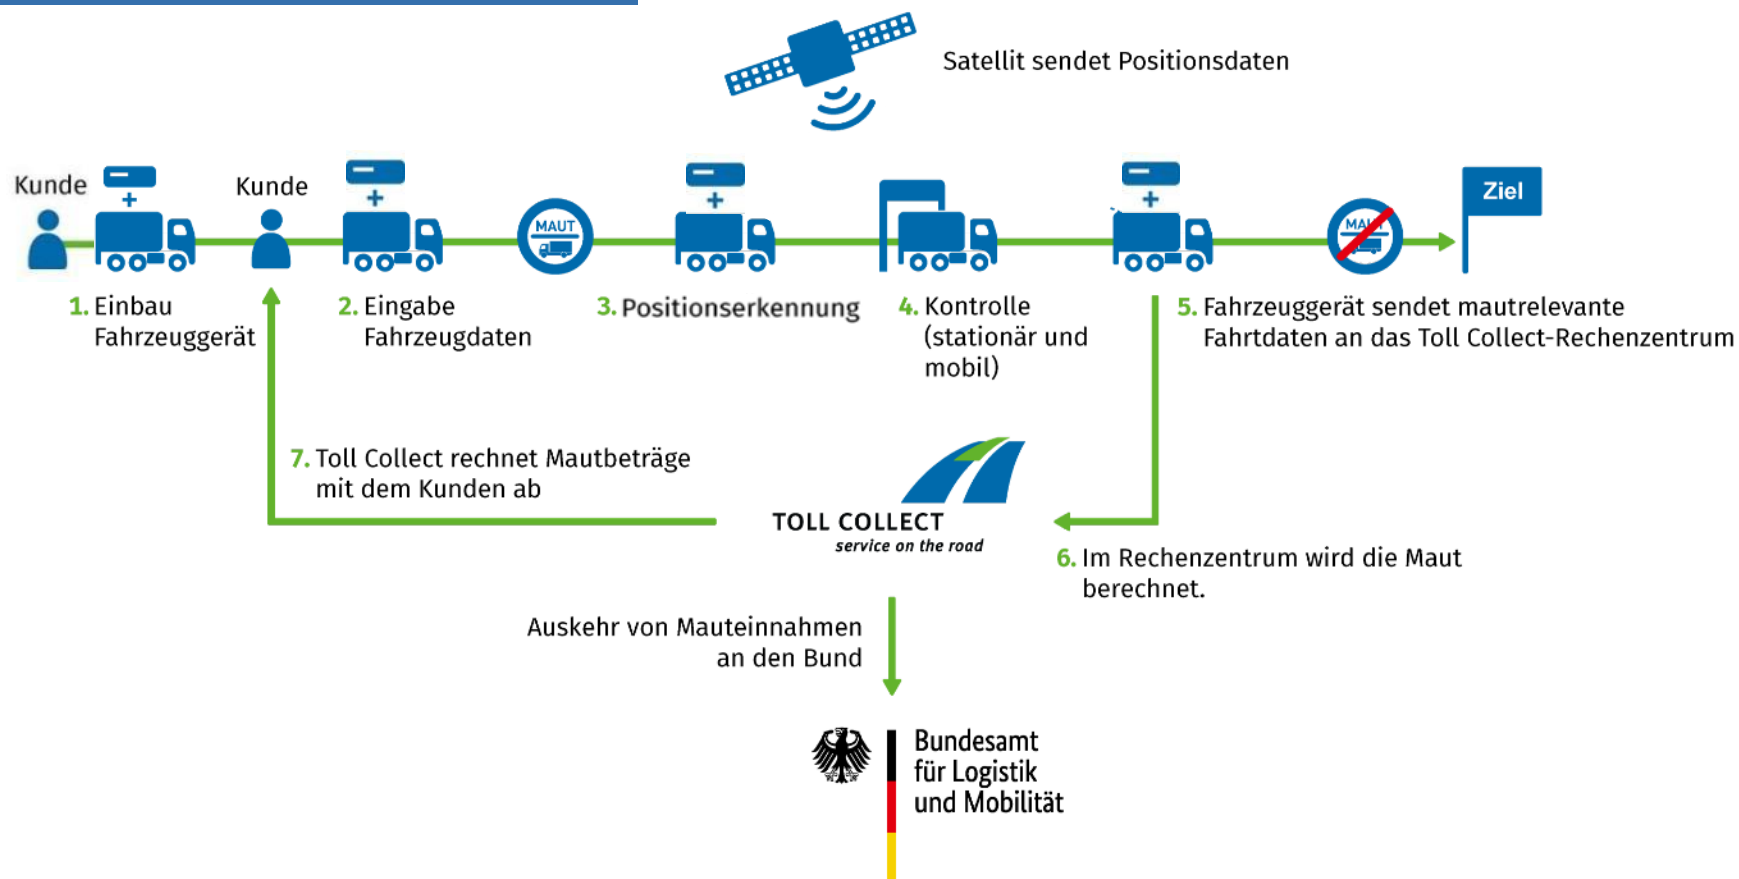 Satellit sendet Positionsdaten
Kunde
Kunde
MAUT
MAUT
Ziel
1. Einbau
Fahrzeuggerät
2. Eingabe
Fahrzeugdaten
3. Positionserkennung
4. Kontrolle
(stationär und
mobil)
5. Fahrzeuggerät sendet mautrelevante
Fahrtdaten an das Toll Collect-Rechenzentrum
7. Toll Collect rechnet Mautbeträge
mit dem Kunden ab
TOLL COLLECT
service on the road
6. Im Rechenzentrum wird die Maut
berechnet.
Auskehr von Mauteinnahmen
an den Bund
Bundesamt
für Logistik
und Mobilität